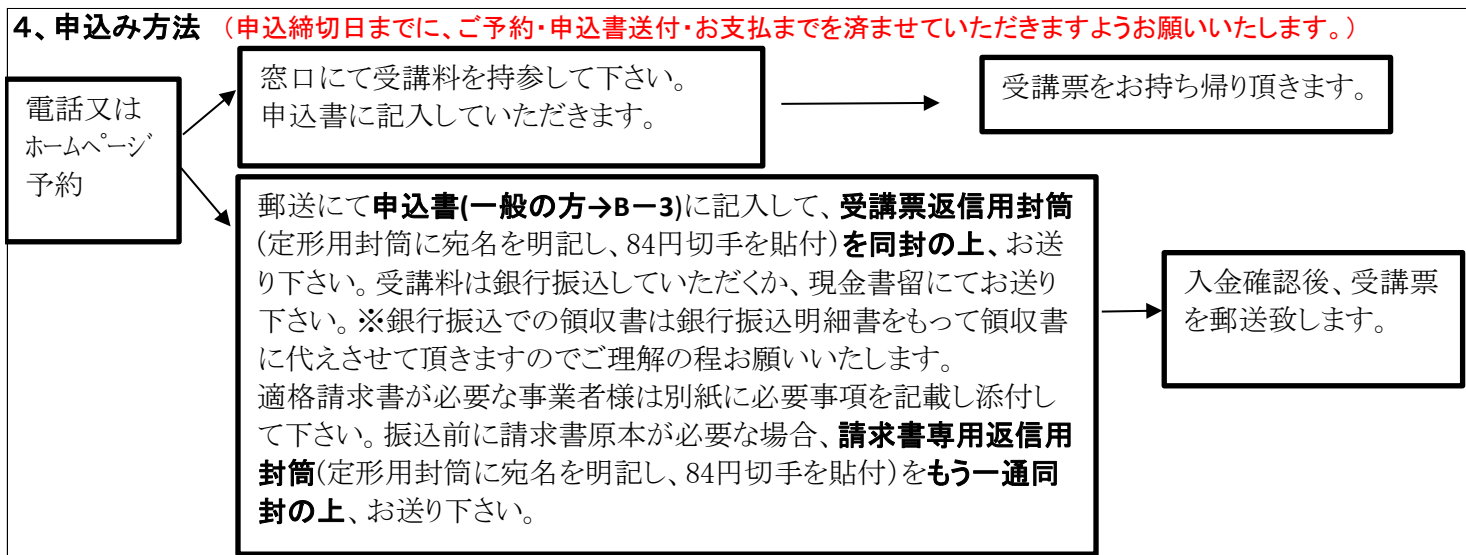 4、申込み方法 (申込締切日までに、ご予約・申込書送付・お支払までを済ませていただきますようお願いいたします。)
電話又は
ホームページ
予約
窓口にて受講料を持参して下さい。
申込書に記入していただきます。
受講票をお持ち帰り頂きます。
郵送にて申込書(一般の方→B-3)に記入して、受講票返信用封筒
(定形用封筒に宛名を明記し、84円切手を貼付)を同封の上、お送
り下さい。受講料は銀行振込していただくか、現金書留にてお送り
下さい。※銀行振込での領収書は銀行振込明細書をもって領収書
に代えさせて頂きますのでご理解の程お願いいたします。
適格請求書が必要な事業者様は別紙に必要事項を記載し添付し
て下さい。振込前に請求書原本が必要な場合、請求書専用返信用
封筒(定形用封筒に宛名を明記し、84円切手を貼付)をもう一通同
封の上、お送り下さい。
入金確認後、受講票
を郵送致します。